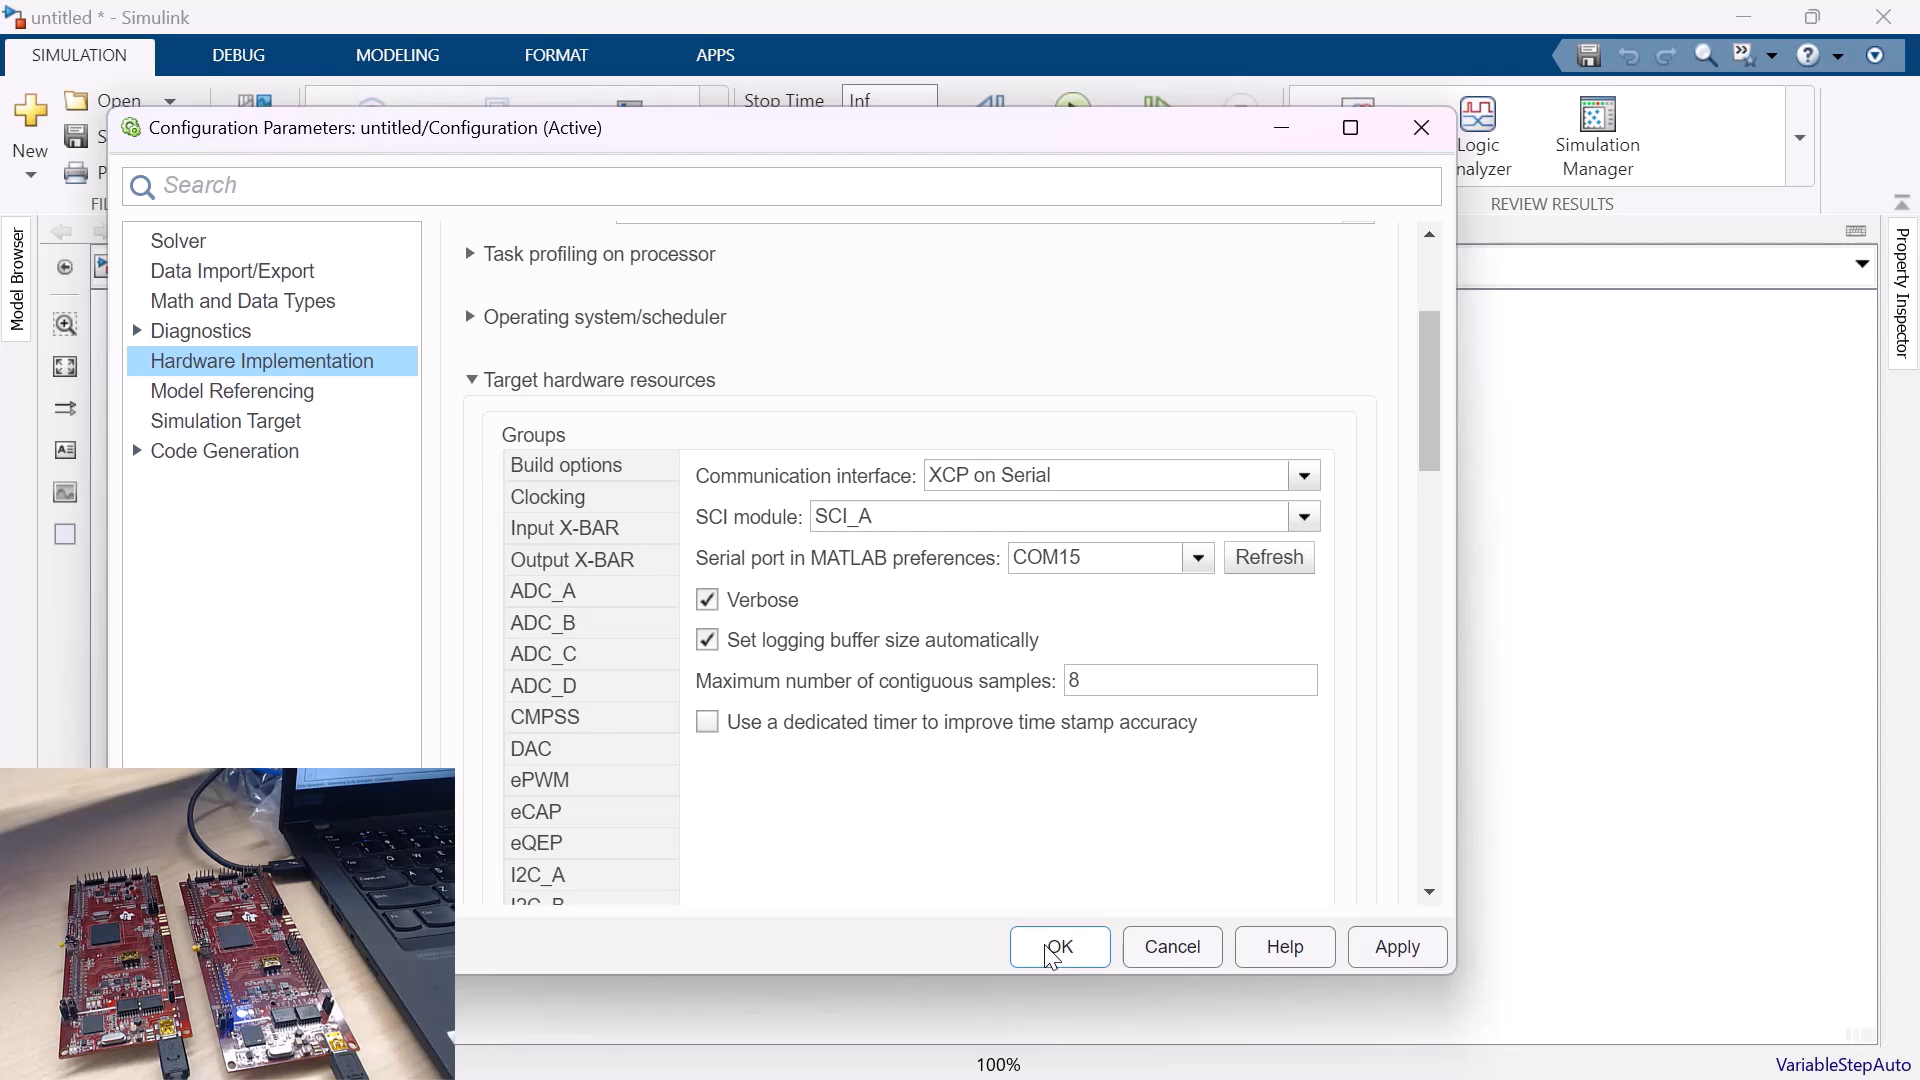 untitled * - Simulink
SIMULATION
DEBUG
MODELING
FORMAT
APPS
New
Open
Stop Time
Inf
Logic
nalyzer
Simulation
Manager
REVIEW RESULTS
Configuration Parameters: untitled/Configuration (Active)
Search
Model Browser
Property Inspector
Solver
Data Import/Export
Math and Data Types
Diagnostics
Hardware Implementation
Model Referencing
Simulation Target
Code Generation
Task profiling on processor
Operating system/scheduler
Target hardware resources
Groups
Build options
Clocking
Input X-BAR
Output X-BAR
ADC_A
ADC_B
ADC_C
ADC_D
CMPSS
DAC
ePWM
eCAP
eQEP
I2C_A
I2C_B
Communication interface: XCP on Serial
SCI module: SCI_A
Serial port in MATLAB preferences: COM15 Refresh
Verbose
Set logging buffer size automatically
Maximum number of contiguous samples: 8
Use a dedicated timer to improve time stamp accuracy
OK
Cancel
Help
Apply
100%
VariableStepAuto